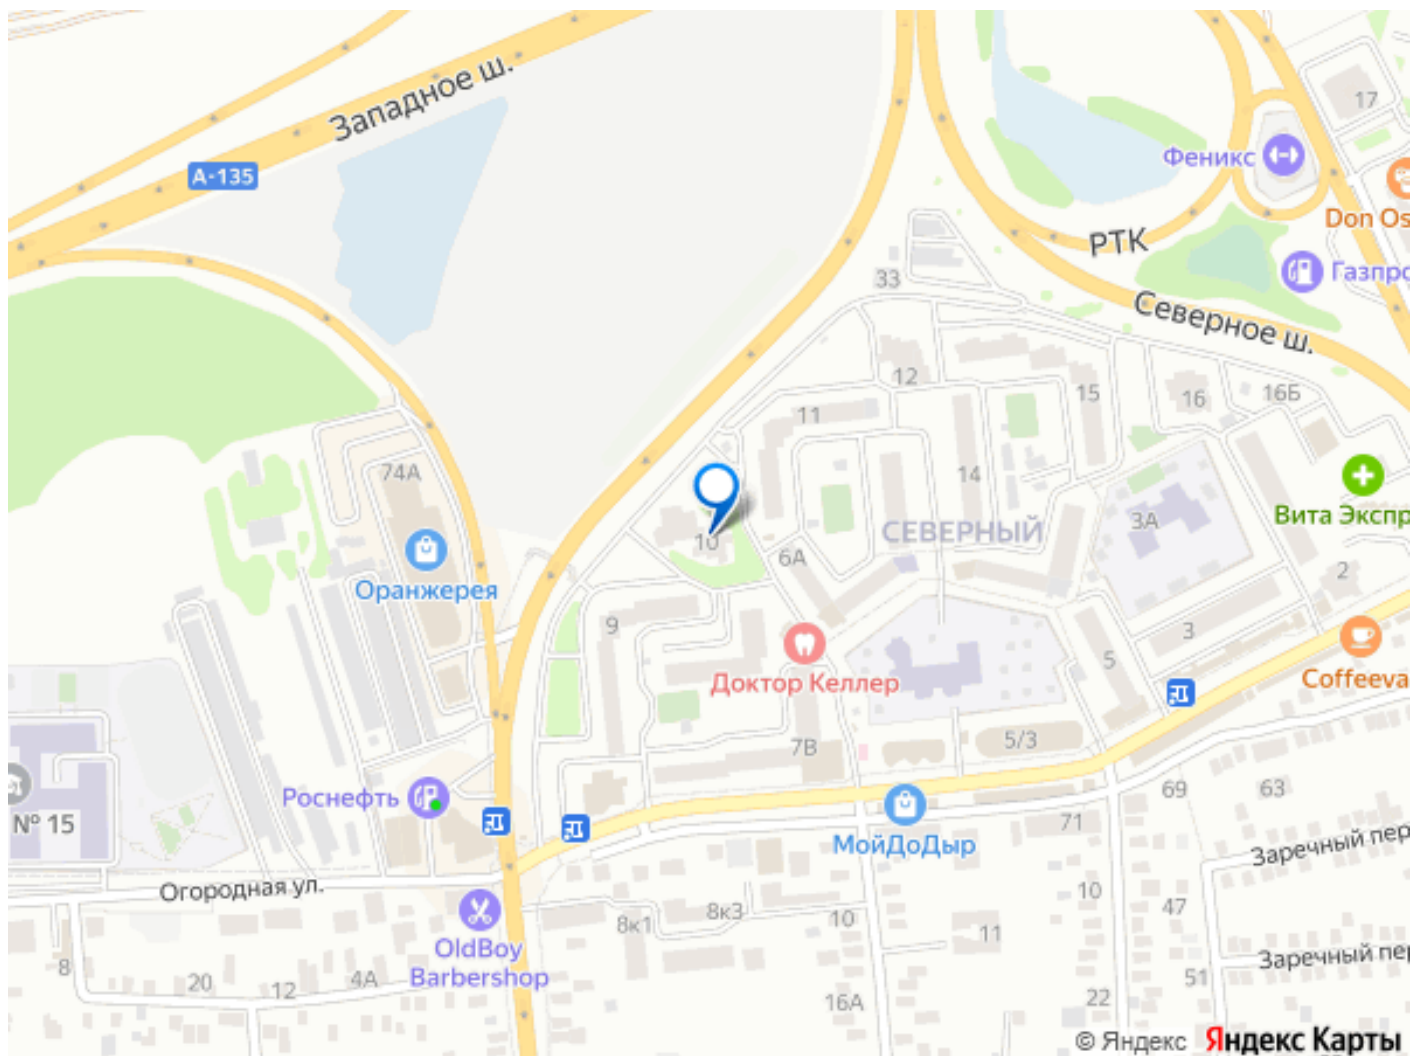 Западное ш.
А-135
17
Феникс
Don Os
РТК
Газпро
33
Северное ш.
12
15
16
16Б
11
74А
14
Вита Экспр
3А
СЕВЕРНЫЙ
10
6А
Оранжерея
2
9
3
5
Доктор Келлер
Coffeeva
7В
5/3
Роснефть
69
63
№ 15
71
МойДоДыр
Заречный пер
Огородная ул.
10
47
8к1
8к3
10
11
OldBoy
Barbershop
Заречный пер
8
20
12
4А
51
16А
22
© Яндекс Яндекс Карты